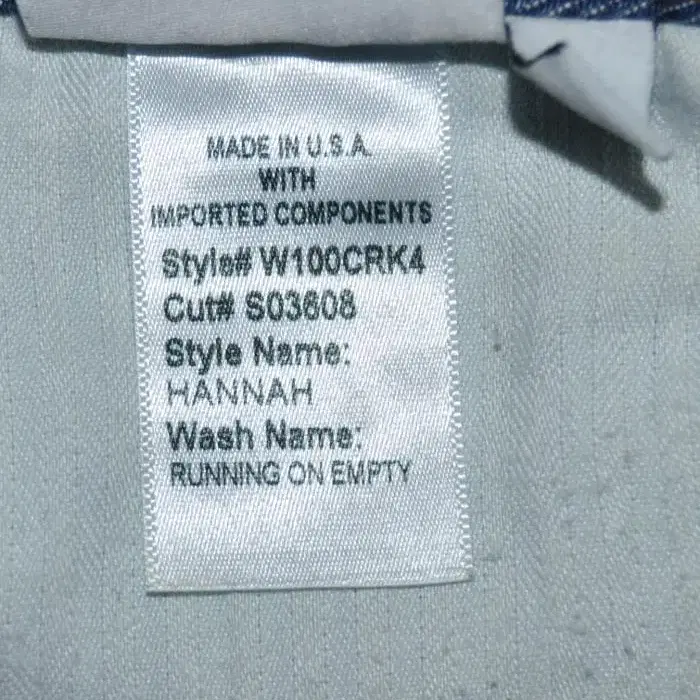 MADE IN U.S.A.
WITH
IMPORTED COMPONENTS
Style# W100CRK4
Cut# S03608
Style Name:
HANNAH
Wash Name:
RUNNING ON EMPTY